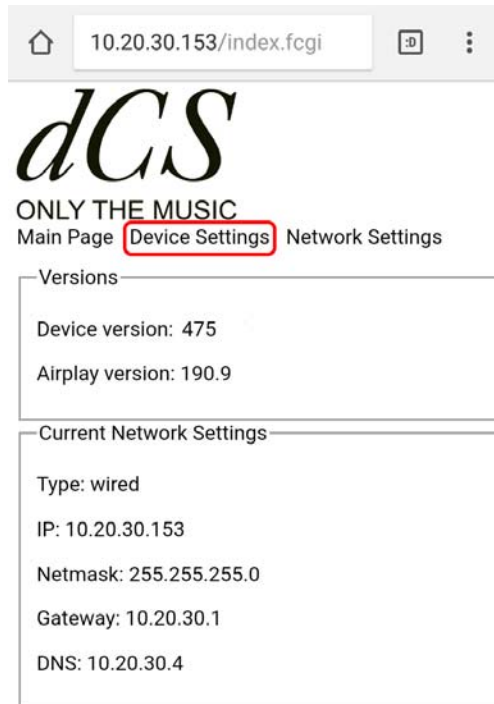 10.20.30.153/index.fcgi :D
dCS
ONLY THE MUSIC
Main Page Device Settings Network Settings
Versions
Device version: 475
Airplay version: 190.9
Current Network Settings
Type: wired
IP: 10.20.30.153
Netmask: 255.255.255.0
Gateway: 10.20.30.1
DNS: 10.20.30.4